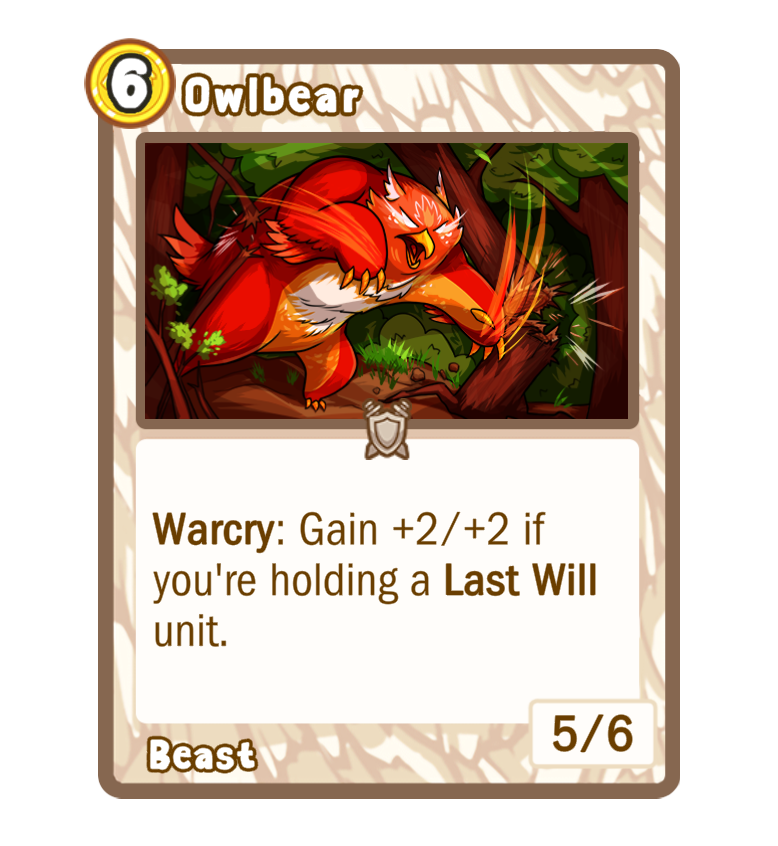 6
Owlbear
Warcry: Gain +2/+2 if
you're holding a Last Will
unit.
5/6
Beast